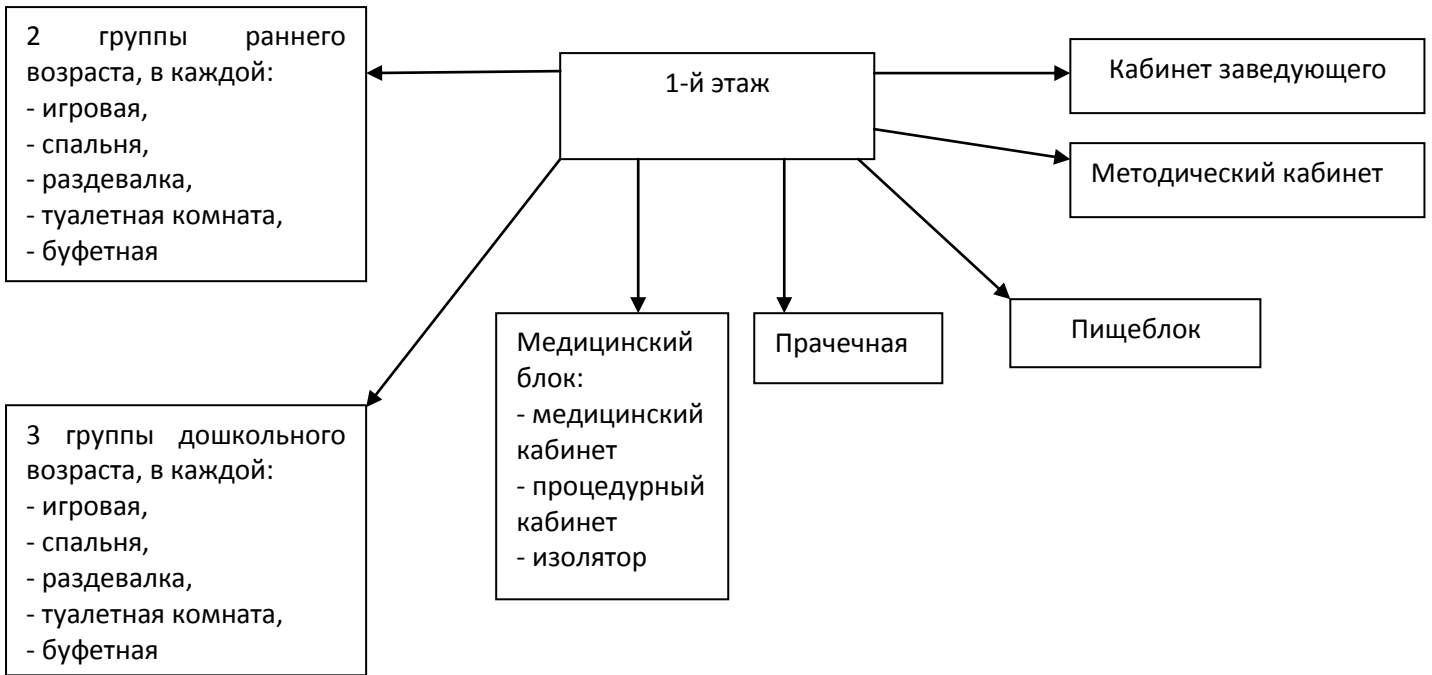 2 группы раннего
возраста, в каждой:
- игровая,
- спальня,
- раздевалка,
- туалетная комната,
- буфетная
1-й этаж
Кабинет заведующего
Методический кабинет
Медицинский
блок:
- медицинский
кабинет
- процедурный
кабинет
- изолятор
Прачечная
Пищеблок
3 группы дошкольного
возраста, в каждой:
- игровая,
- спальня,
- раздевалка,
- туалетная комната,
- буфетная